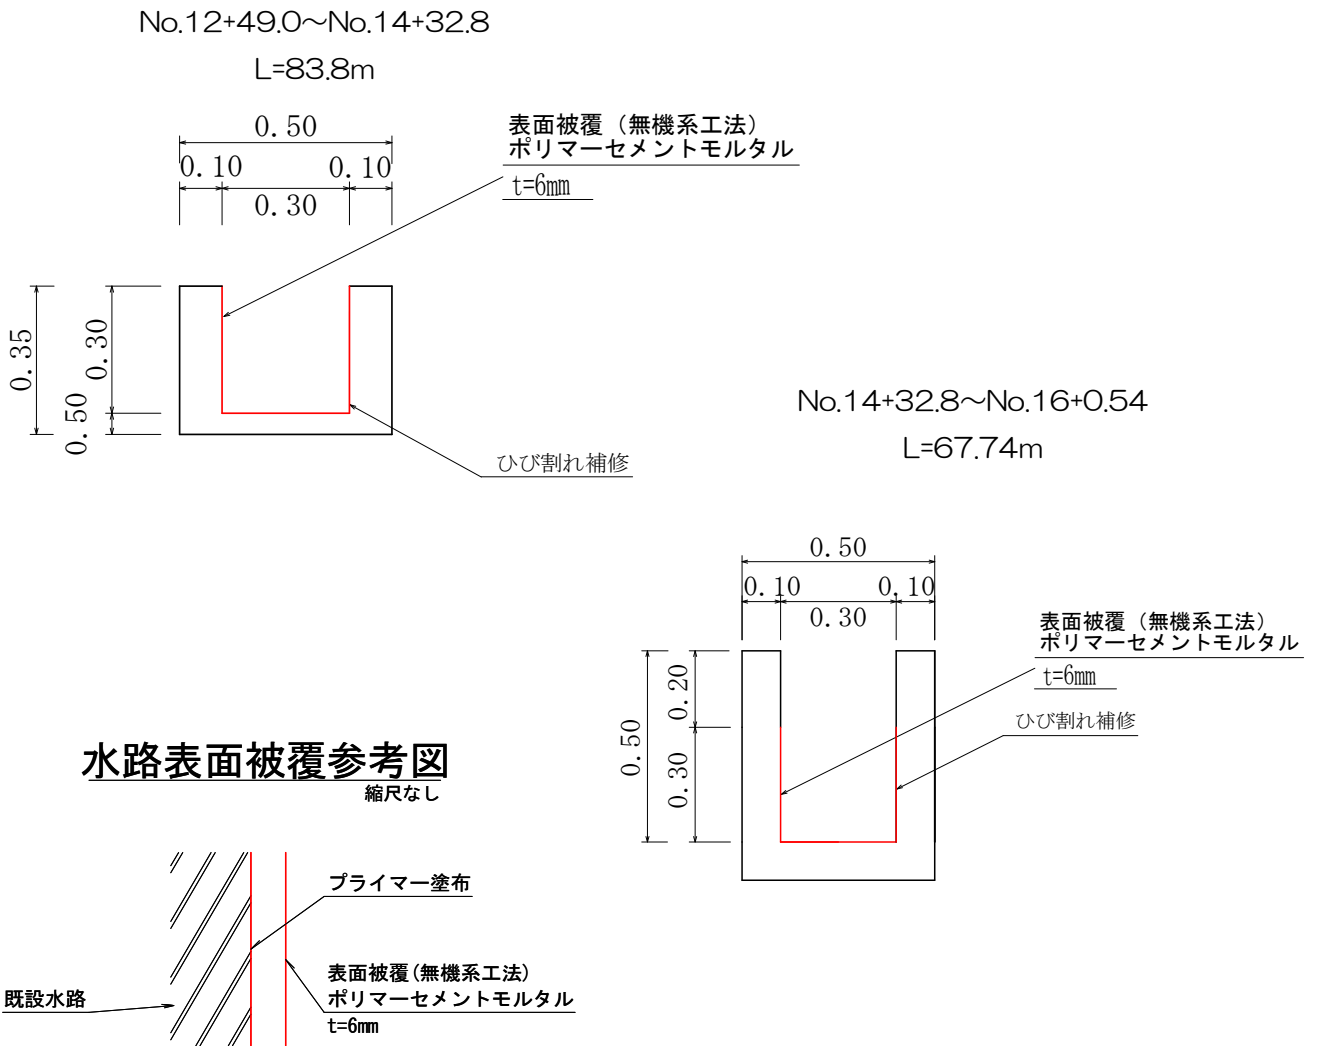 No.12+49.0～No.14+32.8
L=83.8m
0.50
0.10
0.10
0.30
表面被覆（無機系工法）
ポリマーセメントモルタル
t=6mm
0.35
0.30
0.50
ひび割れ補修
No.14+32.8～No.16+0.54
L=67.74m
0.50
0.10
0.10
0.30
表面被覆（無機系工法）
ポリマーセメントモルタル
t=6mm
ひび割れ補修
0.50
0.20
0.30
水路表面被覆参考図
縮尺なし
プライマー塗布
表面被覆(無機系工法)
ポリマーセメントモルタル
t=6mm
既設水路